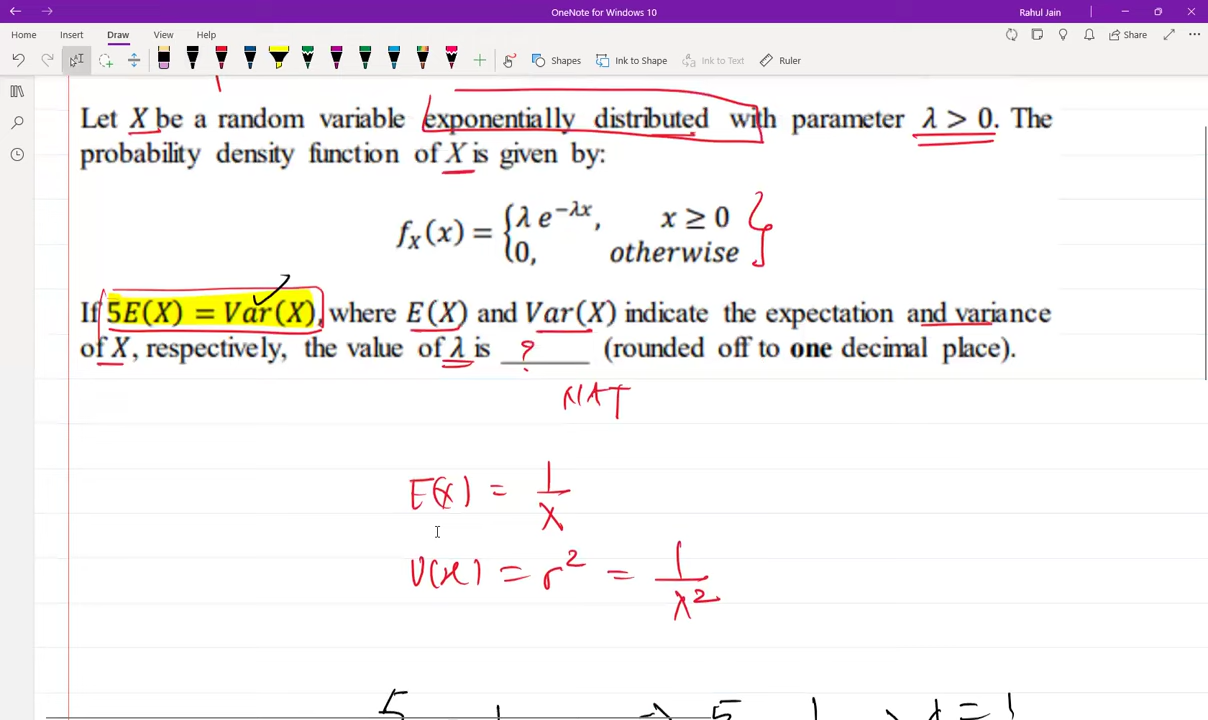 OneNote for Windows 10
Rahul Jain
Home Insert Draw View Help
Shapes Ink to Shape Ink to Text Ruler Share
Let X be a random variable exponentially distributed with parameter λ > 0. The
probability density function of X is given by:
f_X(x) = {λ e^{−λx}, x ≥ 0
0, otherwise
If 5E(X) = Var(X), where E(X) and Var(X) indicate the expectation and variance
of X, respectively, the value of λ is ______ (rounded off to one decimal place).
?
NAT
E(x) = 1/λ
V(x) = σ² = 1/λ²